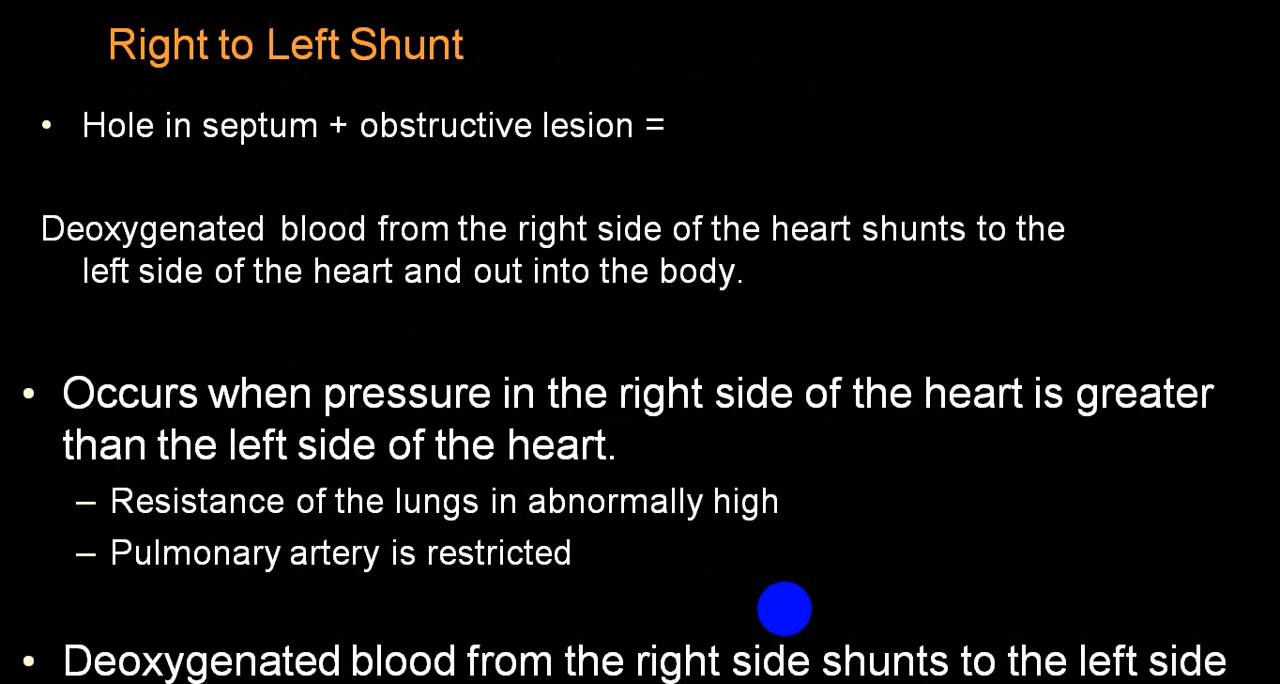 Right to Left Shunt
• Hole in septum + obstructive lesion =
Deoxygenated blood from the right side of the heart shunts to the
left side of the heart and out into the body.
• Occurs when pressure in the right side of the heart is greater
than the left side of the heart.
– Resistance of the lungs in abnormally high
– Pulmonary artery is restricted
• Deoxygenated blood from the right side shunts to the left side